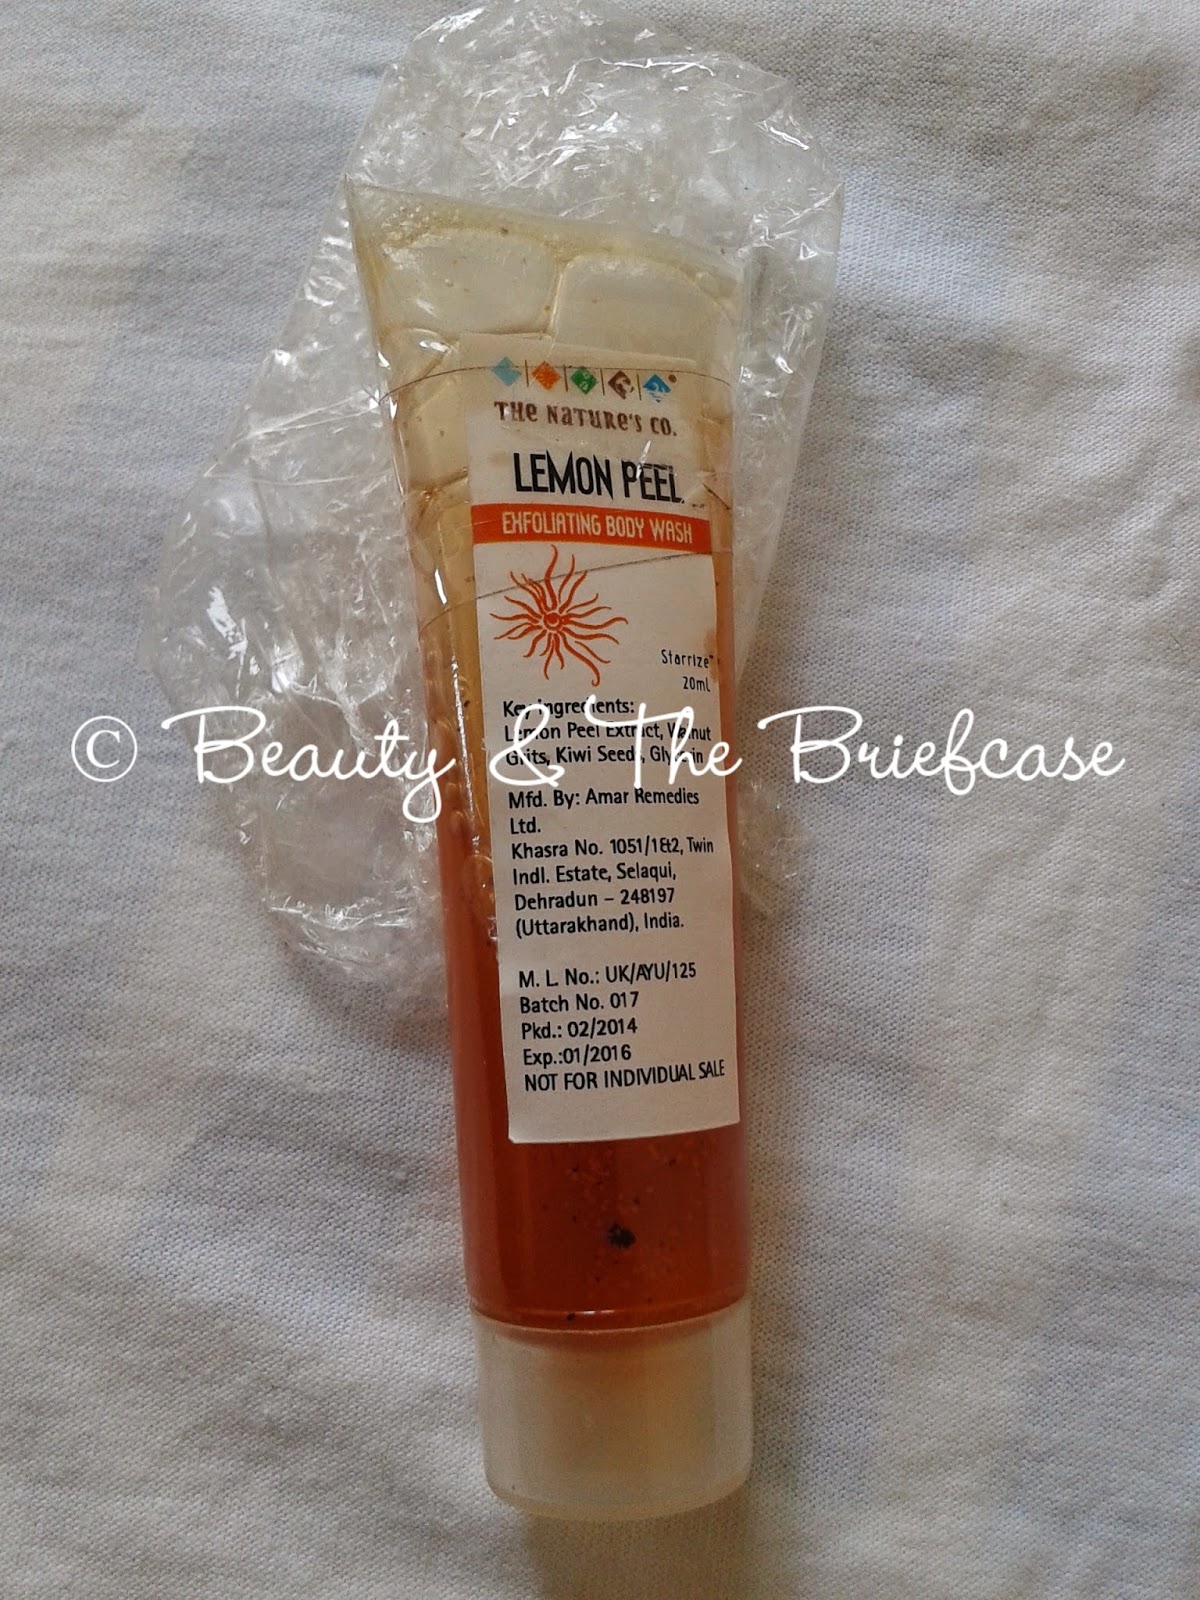 THE NATURE'S CO.
LEMON PEEL
EXFOLIATING BODY WASH
Starrize™
20mL
Key Ingredients:
Lemon Peel Extract, Walnut
Grits, Kiwi Seeds, Glycerin
© Beauty & The Briefcase
Mfd. By: Amar Remedies
Ltd.
Khasra No. 1051/1&2, Twin
Indl. Estate, Selaqui,
Dehradun – 248197
(Uttarakhand), India.
M. L. No.: UK/AYU/125
Batch No. 017
Pkd.: 02/2014
Exp.:01/2016
NOT FOR INDIVIDUAL SALE